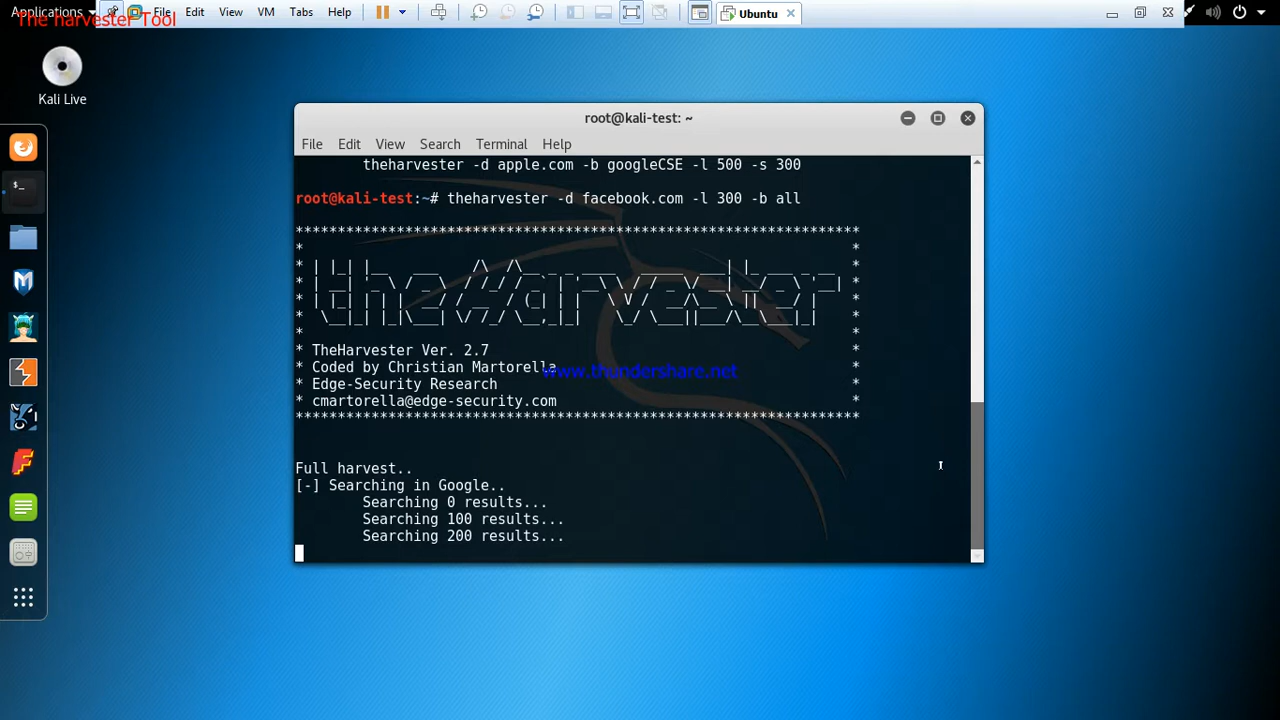 Applications
File Edit View VM Tabs Help
Ubuntu
The harvester Tool
Kali Live
root@kali-test: ~
File Edit View Search Terminal Help
theharvester -d apple.com -b googleCSE -l 500 -s 300
root@kali-test:~# theharvester -d facebook.com -l 300 -b all
*******************************************************************
theHarvester
* TheHarvester Ver. 2.7 *
* Coded by Christian Martorella *
www.thundershare.net
* Edge-Security Research *
* cmartorella@edge-security.com *
*******************************************************************
Full harvest..
[-] Searching in Google..
Searching 0 results...
Searching 100 results...
Searching 200 results...